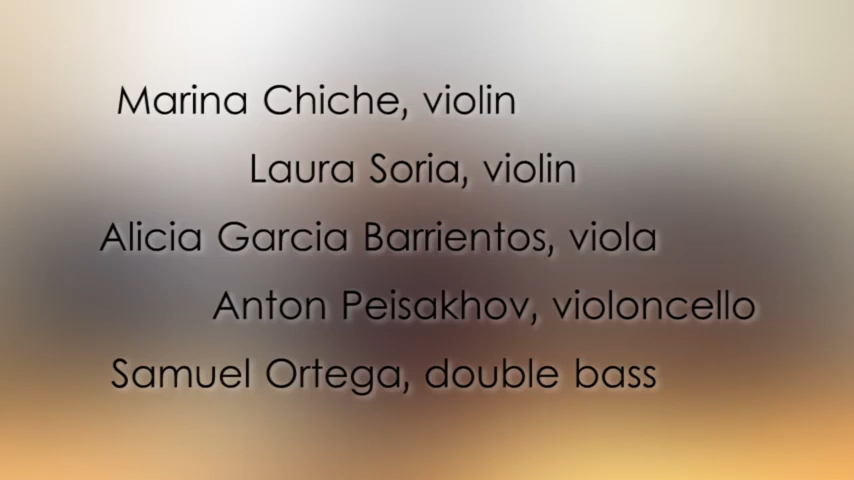 Marina Chiche, violin
Laura Soria, violin
Alicia Garcia Barrientos, viola
Anton Peisakhov, violoncello
Samuel Ortega, double bass